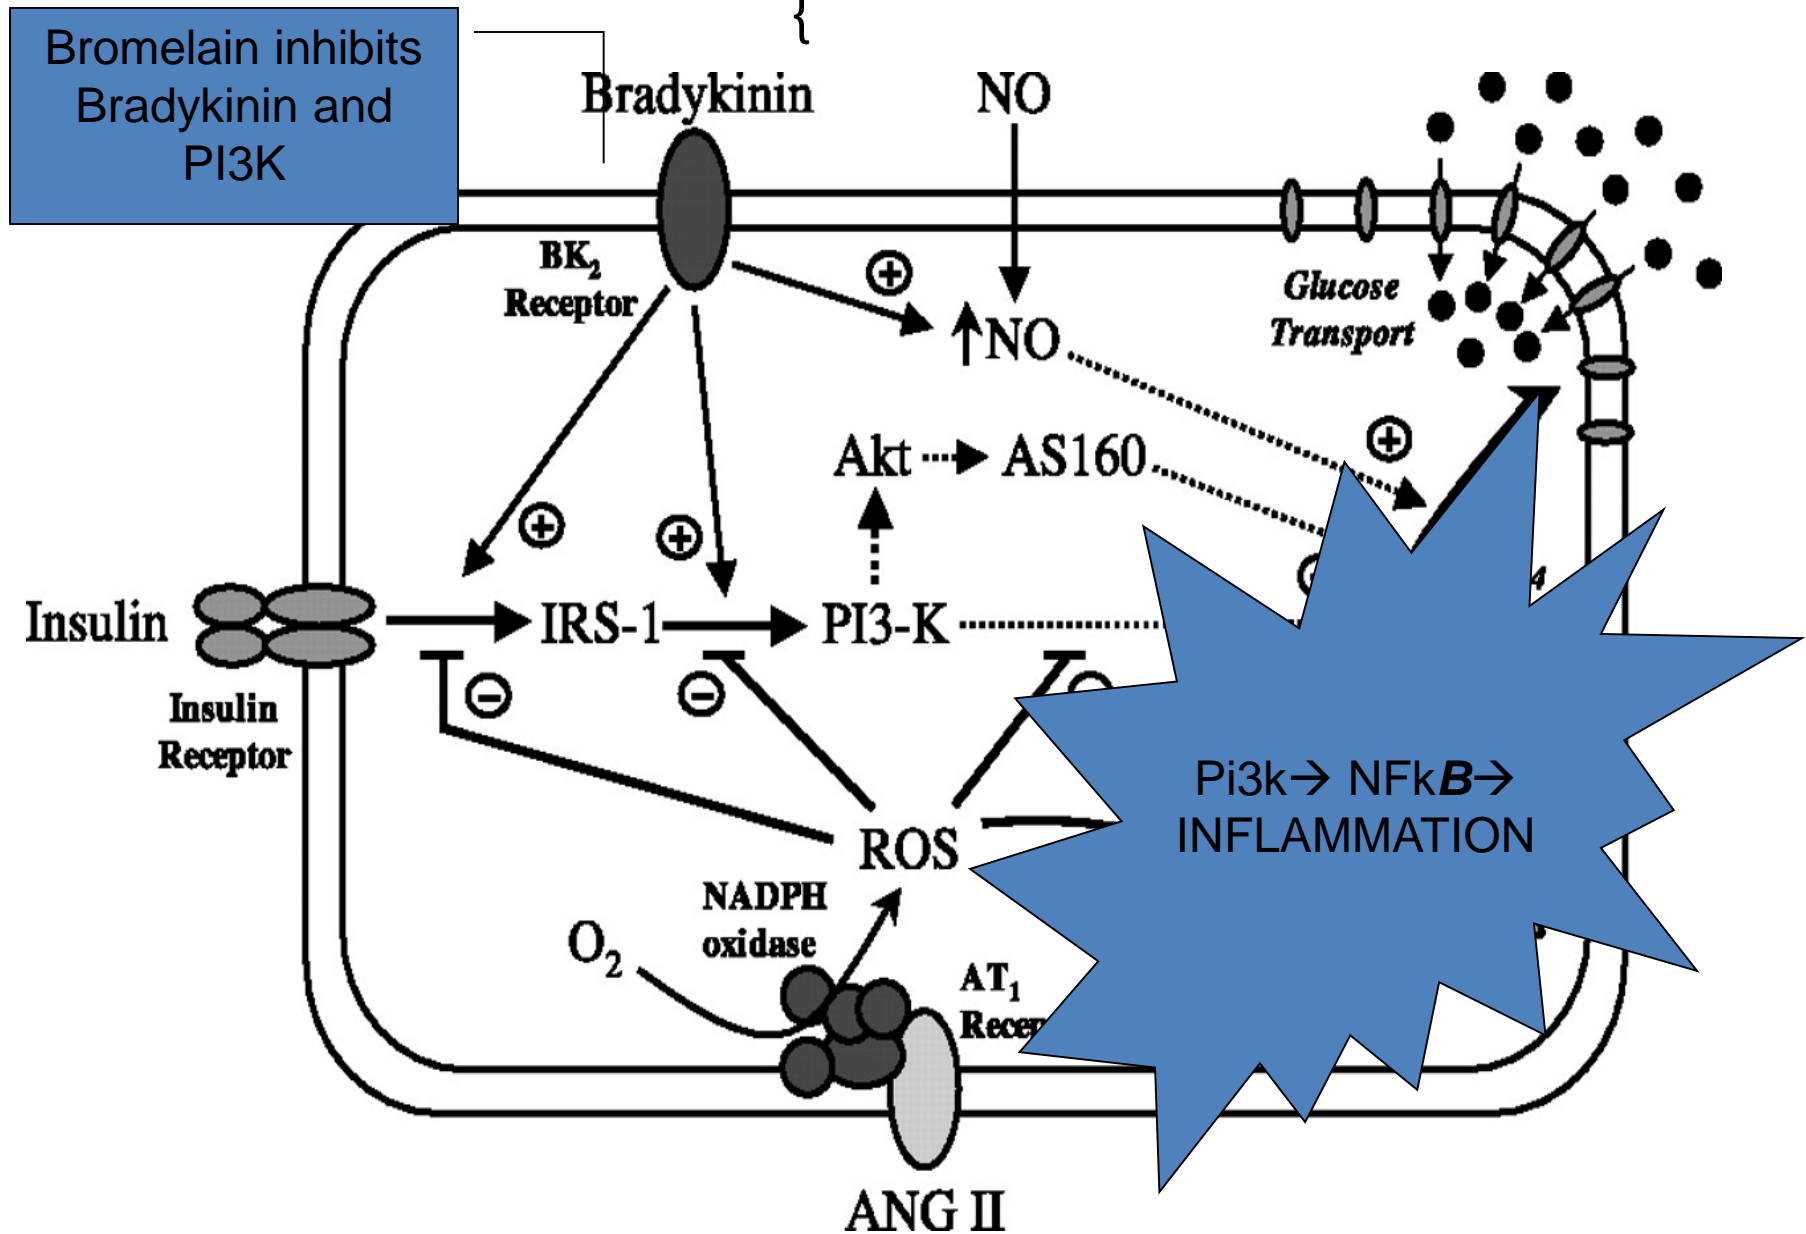 {
Bromelain inhibits
Bradykinin and
PI3K
Bradykinin
NO
BK2
Receptor
+
Glucose
Transport
↑NO
+
Akt
AS160
+
+
4
Insulin
IRS-1
PI3-K
−
−
Insulin
Receptor
Pi3k→ NFkB→
INFLAMMATION
ROS
NADPH
oxidase
O2
AT1
ANG II